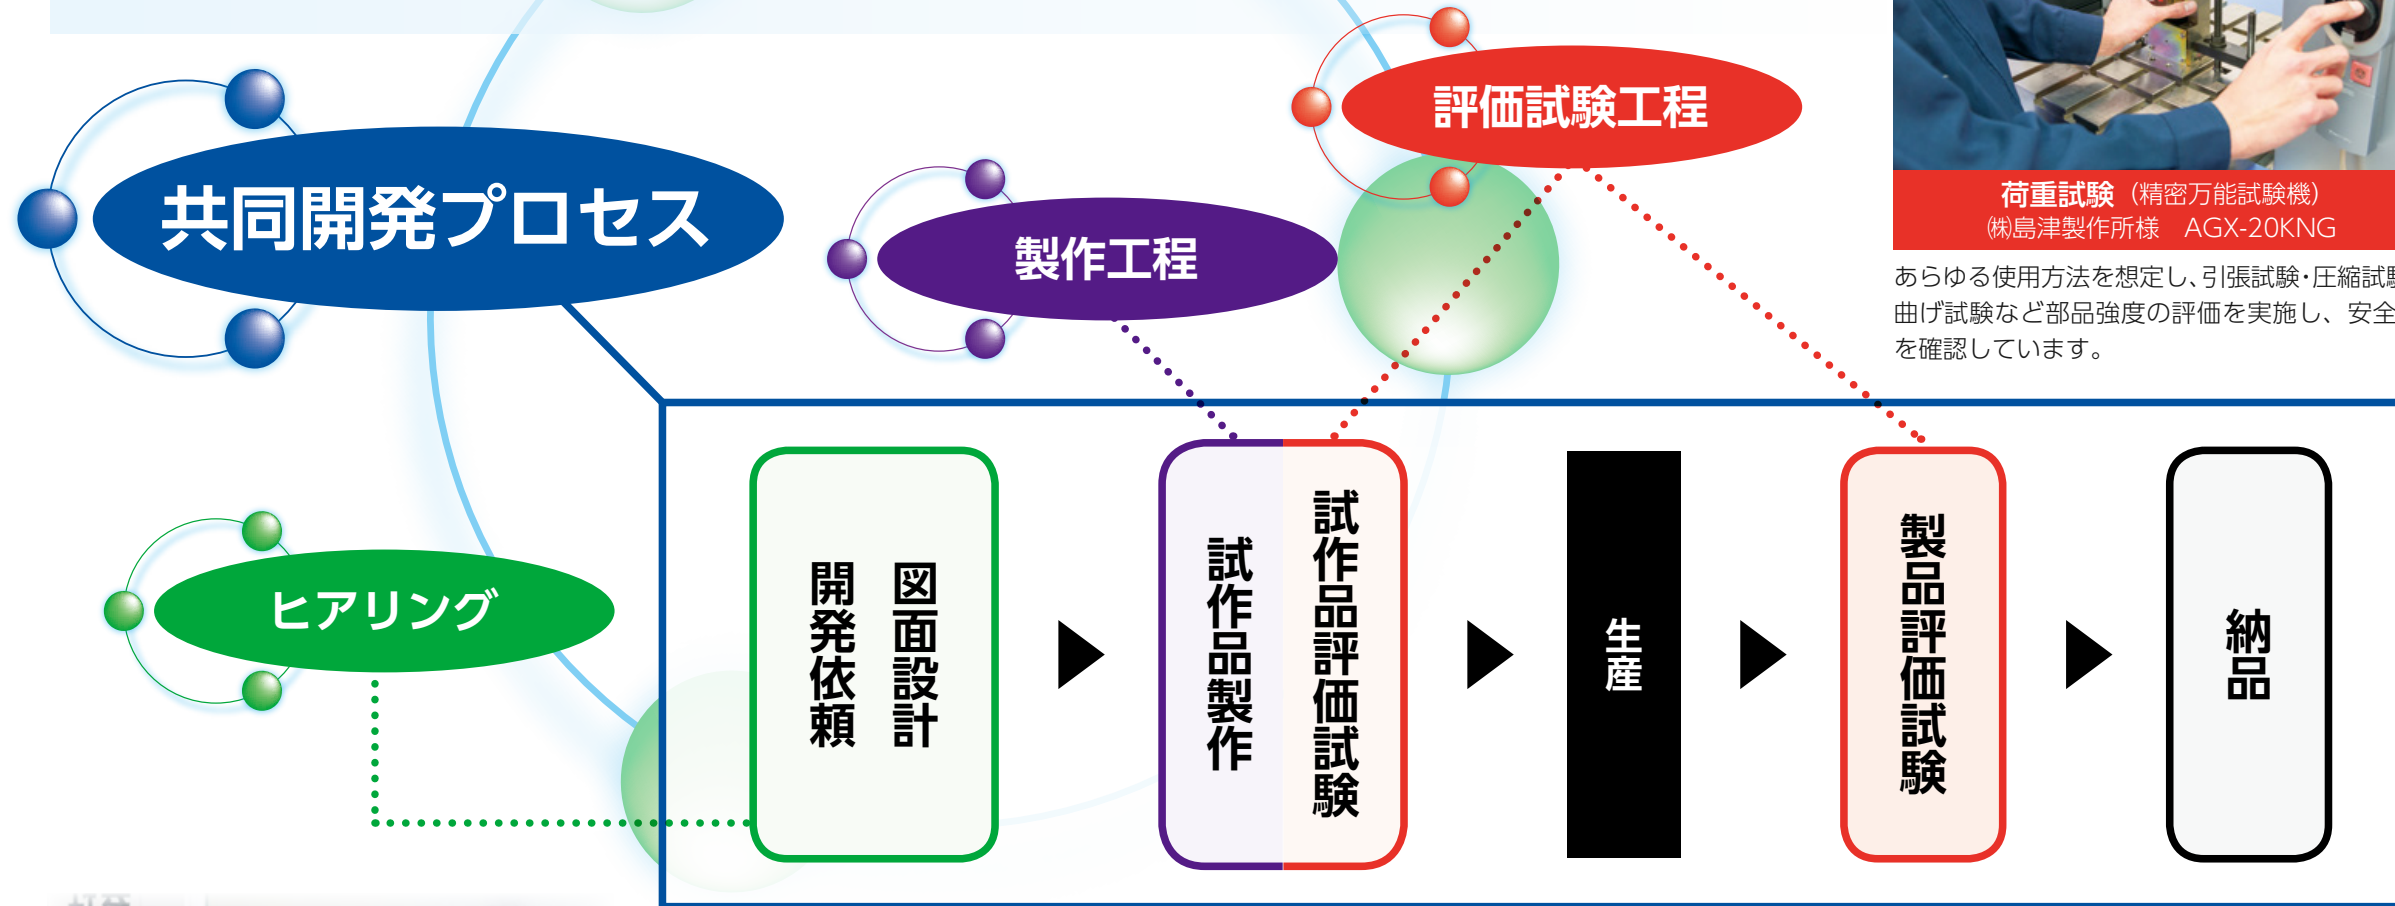 評価試験工程
共同開発プロセス
製作工程
荷重試験（精密万能試験機）
㈱島津製作所様　AGX-20KNG
あらゆる使用方法を想定し、引張試験・圧縮試験
曲げ試験など部品強度の評価を実施し、安全
を確認しています。
ヒアリング
開発依頼
図面設計
試作品製作
試作品評価試験
生産
製品評価試験
納品